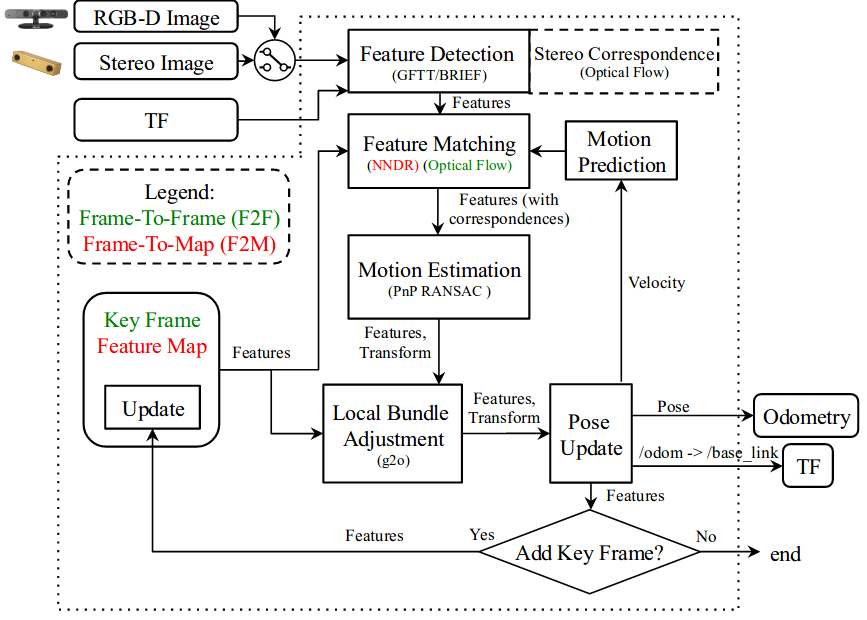 RGB-D Image
Stereo Image
TF
Feature Detection
(GFTT/BRIEF)
Stereo Correspondence
(Optical Flow)
Features
Feature Matching
(NNDR) (Optical Flow)
Motion
Prediction
Legend:
Frame-To-Frame (F2F)
Frame-To-Map (F2M)
Features (with
correspondences)
Motion Estimation
(PnP RANSAC )
Velocity
Key Frame
Feature Map
Update
Features
Features,
Transform
Local Bundle
Adjustment
(g2o)
Features,
Transform
Pose
Update
Pose
Odometry
/odom -> /base_link
TF
Features
Add Key Frame?
Yes
Features
No
end